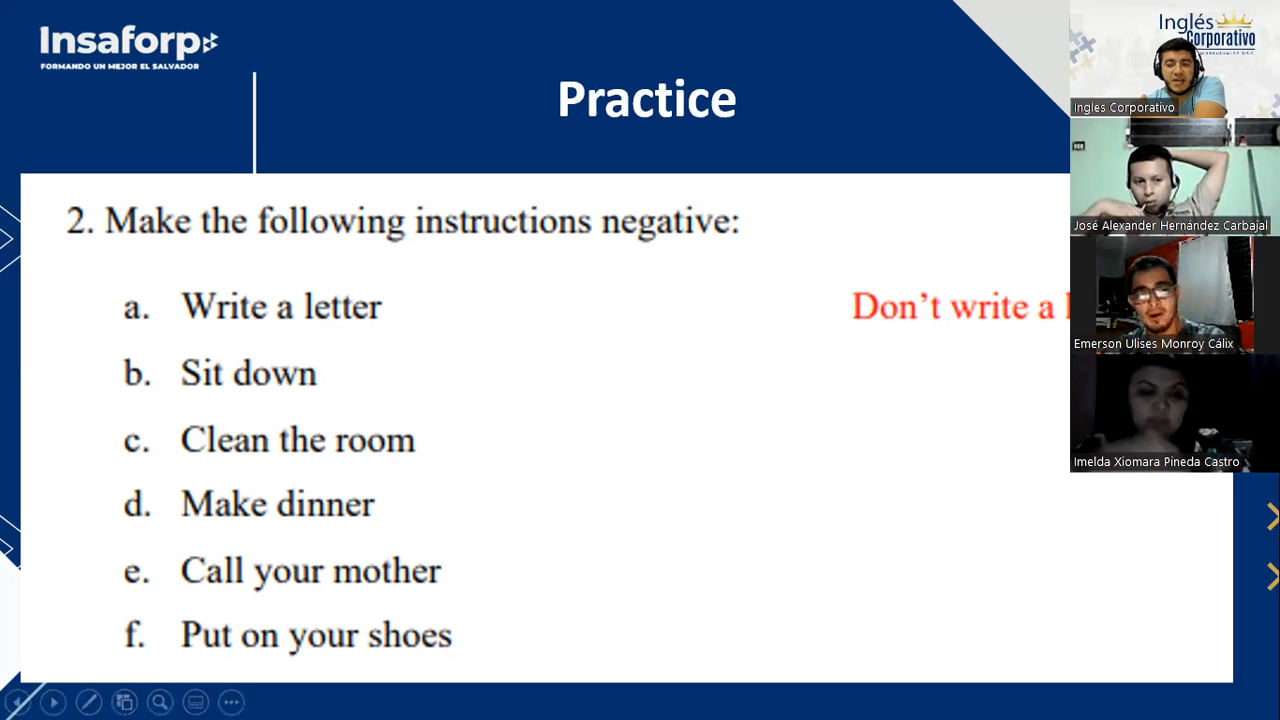 Insaforp
FORMANDO UN MEJOR EL SALVADOR
Practice
2. Make the following instructions negative:
a. Write a letter
Don't write a
b. Sit down
c. Clean the room
d. Make dinner
e. Call your mother
f. Put on your shoes
Inglés
Corporativo
Ingles Corporativo
José Alexander Hernández Carbajal
Emerson Ulises Monroy Cálix
Imelda Xiomara Pineda Castro